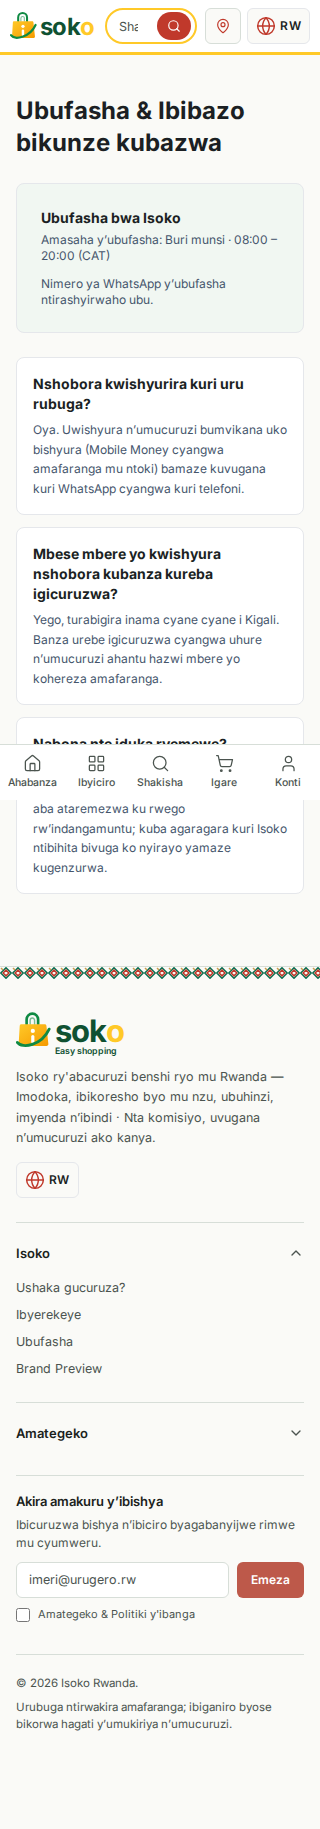 soko
Sha
RW
Ubufasha & Ibibazo
bikunze kubazwa
Ubufasha bwa Isoko
Amasaha y’ubufasha: Buri munsi · 08:00 –
20:00 (CAT)
Nimero ya WhatsApp y’ubufasha
ntirashyirwaho ubu.
Nshobora kwishyurira kuri uru
rubuga?
Oya. Uwishyura n’umucuruzi bumvikana uko
bishyura (Mobile Money cyangwa
amafaranga mu ntoki) bamaze kuvugana
kuri WhatsApp cyangwa kuri telefoni.
Mbese mbere yo kwishyura
nshobora kubanza kureba
igicuruzwa?
Yego, turabigira inama cyane cyane i Kigali.
Banza urebe igicuruzwa cyangwa uhure
n’umucuruzi ahantu hazwi mbere yo
kohereza amafaranga.
Nabona nte iduka ryemewe?
Ahabanza
Ibyiciro
Shakisha
Igare
Konti
aba ataremezwa ku rwego
rw’indangamuntu; kuba agaragara kuri Isoko
ntibihita bivuga ko nyirayo yamaze
kugenzurwa.
soko
Easy shopping
Isoko ry'abacuruzi benshi ryo mu Rwanda —
Imodoka, ibikoresho byo mu nzu, ubuhinzi,
imyenda n’ibindi · Nta komisiyo, uvugana
n’umucuruzi ako kanya.
RW
Isoko
Ushaka gucuruza?
Ibyerekeye
Ubufasha
Brand Preview
Amategeko
Akira amakuru y’ibishya
Ibicuruzwa bishya n’ibiciro byagabanyijwe rimwe
mu cyumweru.
imeri@urugero.rw
Emeza
Amategeko & Politiki y'ibanga
© 2026 Isoko Rwanda.
Urubuga ntirwakira amafaranga; ibiganiro byose
bikorwa hagati y’umukiriya n’umucuruzi.